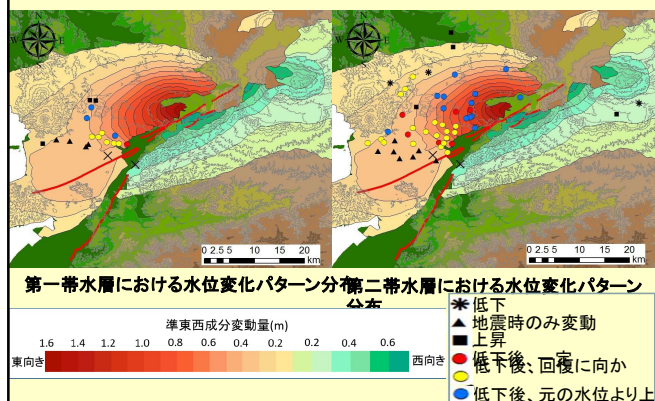 W E
W E
0 2.5 5 10 15 20
km
0 2.5 5 10 15 20
km
第一帯水層における水位変化パターン分布
第二帯水層における水位変化パターン
分布
準東西成分変動量(m)
1.6 1.4 1.2 1.0 0.8 0.6 0.4 0.2 0.2 0.4 0.6
東向き 西向き
低下
地震時のみ変動
上昇
低下後、一定
低下後、回復に向か
低下後、元の水位より上